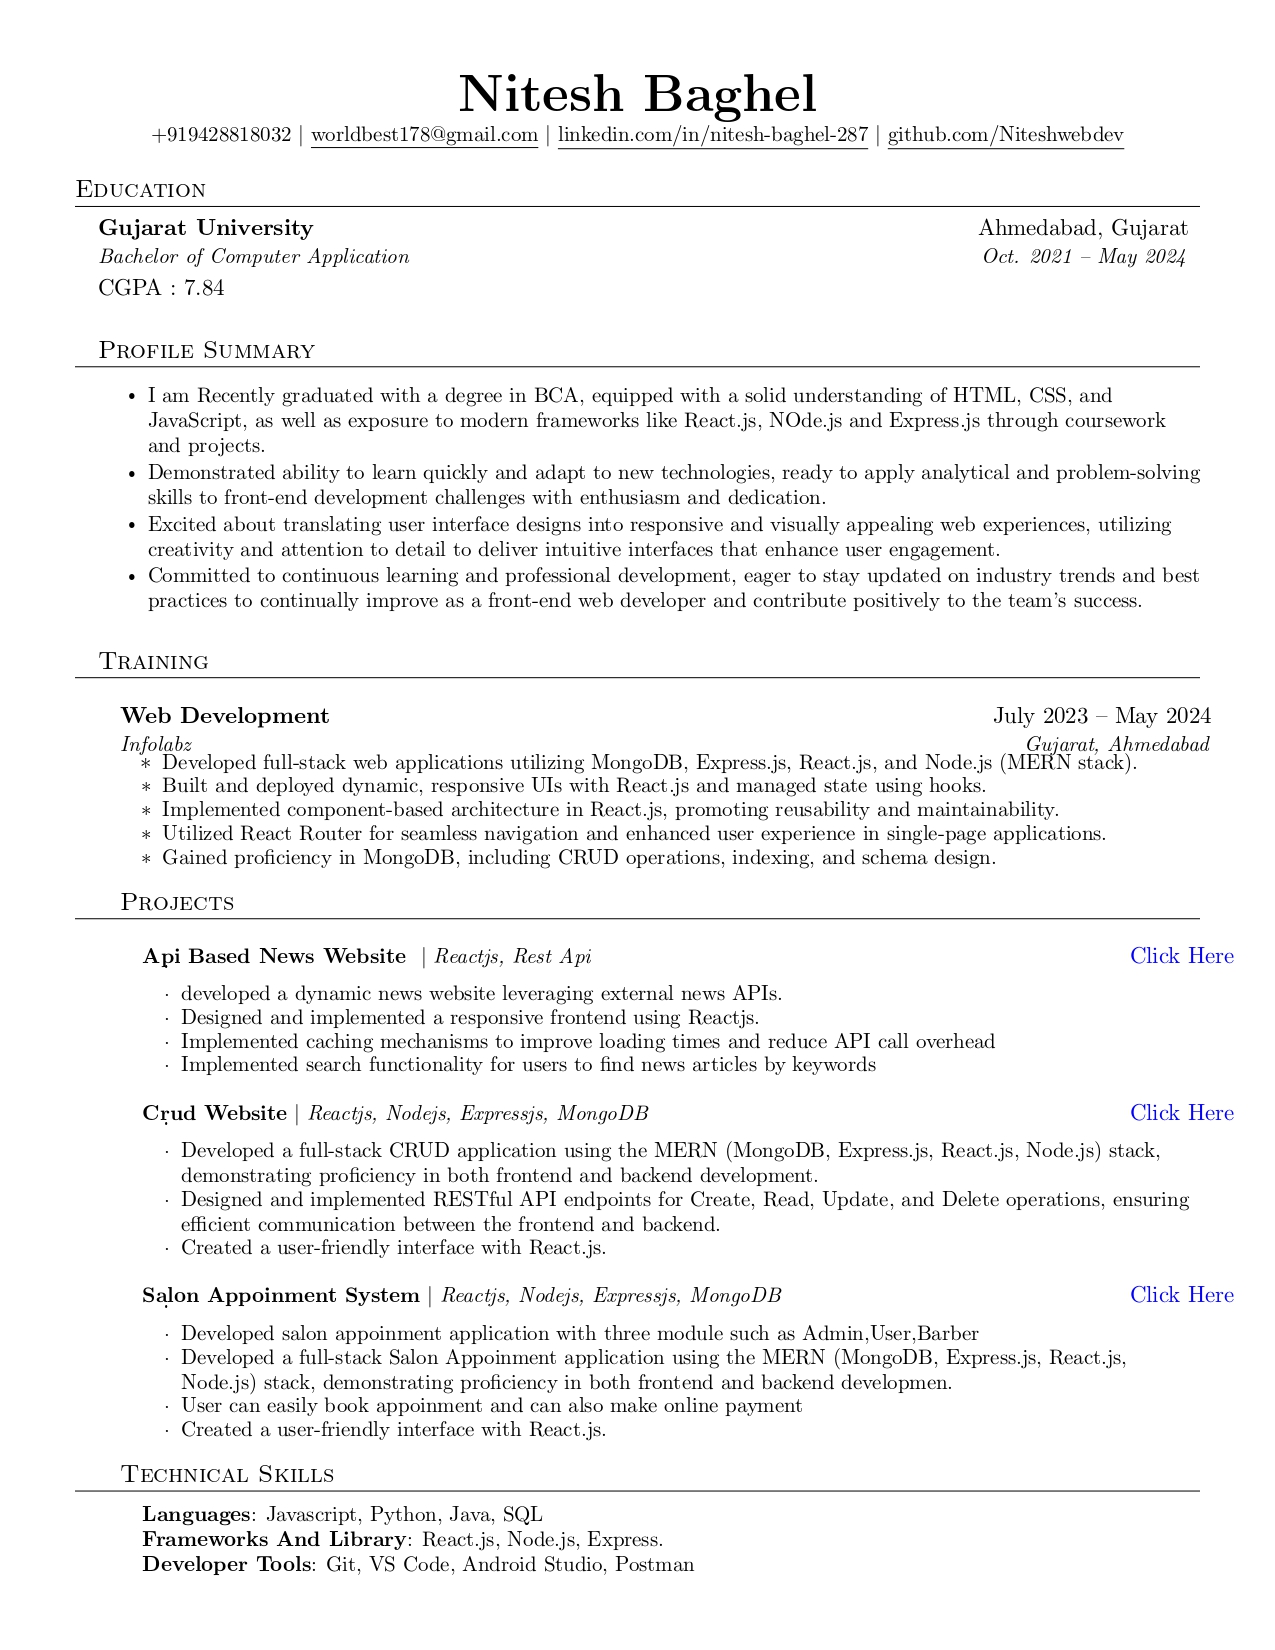 Nitesh Baghel
+919428818032 | worldbest178@gmail.com | linkedin.com/in/nitesh-baghel-287 | github.com/Niteshwebdev
Education
Gujarat University Ahmedabad, Gujarat
Bachelor of Computer Application Oct. 2021 – May 2024
CGPA : 7.84
Profile Summary
• I am Recently graduated with a degree in BCA, equipped with a solid understanding of HTML, CSS, and
JavaScript, as well as exposure to modern frameworks like React.js, NOde.js and Express.js through coursework
and projects.
• Demonstrated ability to learn quickly and adapt to new technologies, ready to apply analytical and problem-solving
skills to front-end development challenges with enthusiasm and dedication.
• Excited about translating user interface designs into responsive and visually appealing web experiences, utilizing
creativity and attention to detail to deliver intuitive interfaces that enhance user engagement.
• Committed to continuous learning and professional development, eager to stay updated on industry trends and best
practices to continually improve as a front-end web developer and contribute positively to the team's success.
Training
Web Development July 2023 – May 2024
Infolabz Gujarat, Ahmedabad
∗ Developed full-stack web applications utilizing MongoDB, Express.js, React.js, and Node.js (MERN stack).
∗ Built and deployed dynamic, responsive UIs with React.js and managed state using hooks.
∗ Implemented component-based architecture in React.js, promoting reusability and maintainability.
∗ Utilized React Router for seamless navigation and enhanced user experience in single-page applications.
∗ Gained proficiency in MongoDB, including CRUD operations, indexing, and schema design.
Projects
Api Based News Website | Reactjs, Rest Api Click Here
· developed a dynamic news website leveraging external news APIs.
· Designed and implemented a responsive frontend using Reactjs.
· Implemented caching mechanisms to improve loading times and reduce API call overhead
· Implemented search functionality for users to find news articles by keywords
Crud Website | Reactjs, Nodejs, Expressjs, MongoDB Click Here
· Developed a full-stack CRUD application using the MERN (MongoDB, Express.js, React.js, Node.js) stack,
demonstrating proficiency in both frontend and backend development.
· Designed and implemented RESTful API endpoints for Create, Read, Update, and Delete operations, ensuring
efficient communication between the frontend and backend.
· Created a user-friendly interface with React.js.
Salon Appoinment System | Reactjs, Nodejs, Expressjs, MongoDB Click Here
· Developed salon appoinment application with three module such as Admin,User,Barber
· Developed a full-stack Salon Appoinment application using the MERN (MongoDB, Express.js, React.js,
Node.js) stack, demonstrating proficiency in both frontend and backend developmen.
· User can easily book appoinment and can also make online payment
· Created a user-friendly interface with React.js.
Technical Skills
Languages: Javascript, Python, Java, SQL
Frameworks And Library: React.js, Node.js, Express.
Developer Tools: Git, VS Code, Android Studio, Postman